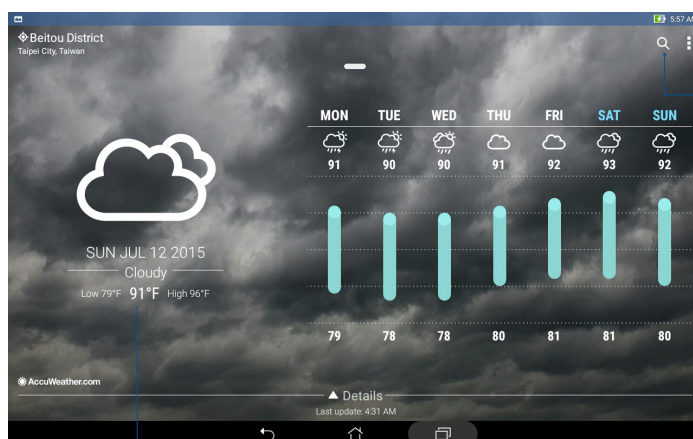 5:57 AM
Beitou District
Taipei City, Taiwan
MON TUE WED THU FRI SAT SUN
91 90 90 91 92 93 92
SUN JUL 12 2015
Cloudy
Low 79°F 91°F High 96°F
79 78 78 80 81 81 80
AccuWeather.com
Details
Last update: 4:31 AM